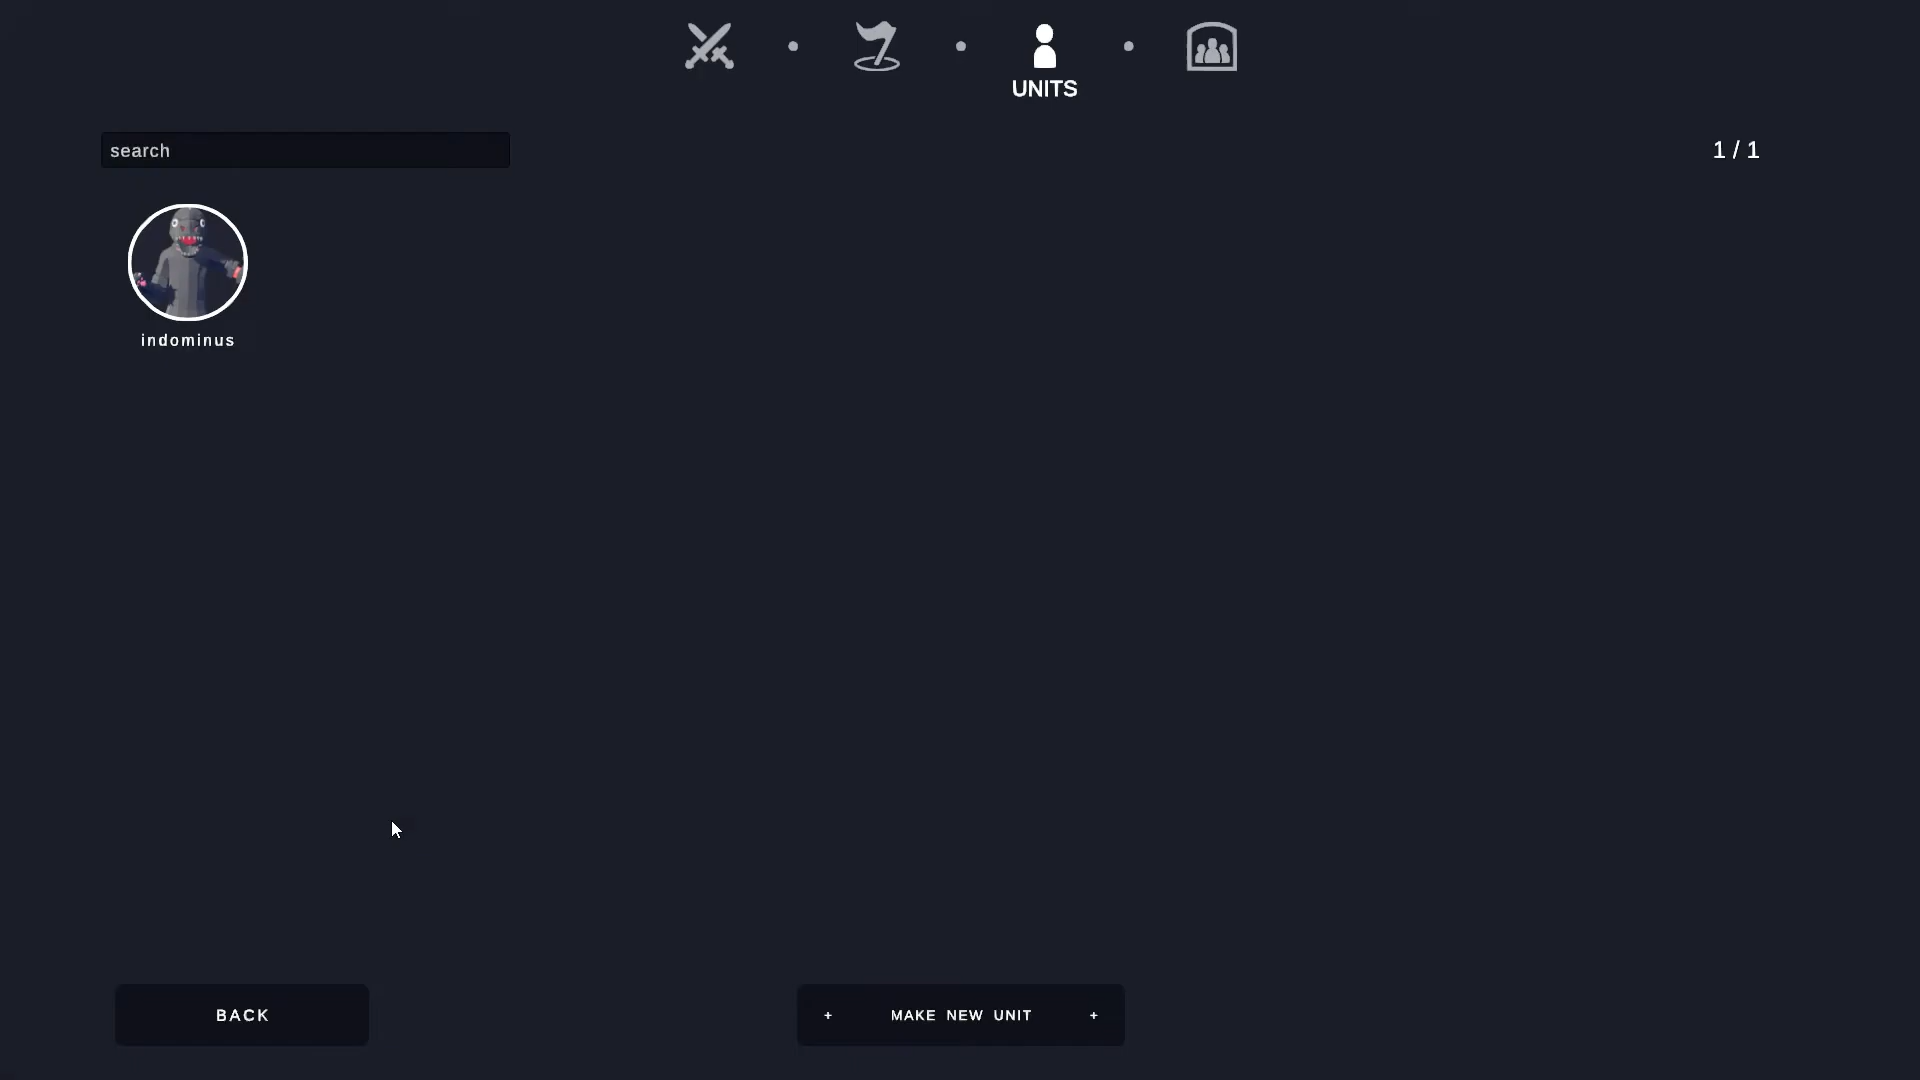 UNITS
search
1 / 1
indominus
BACK
+ MAKE NEW UNIT +